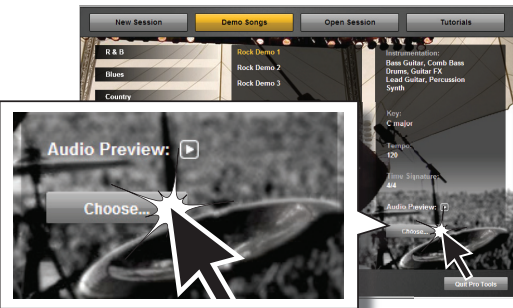 New Session
Demo Songs
Open Session
Tutorials
R & B
Blues
Country
Rock Demo 1
Rock Demo 2
Rock Demo 3
Instrumentation:
Bass Guitar, Comb Bass
Drums, Guitar FX
Lead Guitar, Percussion
Synth
Key:
C major
Tempo:
120
Time Signature:
4/4
Audio Preview:
Choose...
Quit Pro Tools
Audio Preview:
Choose...